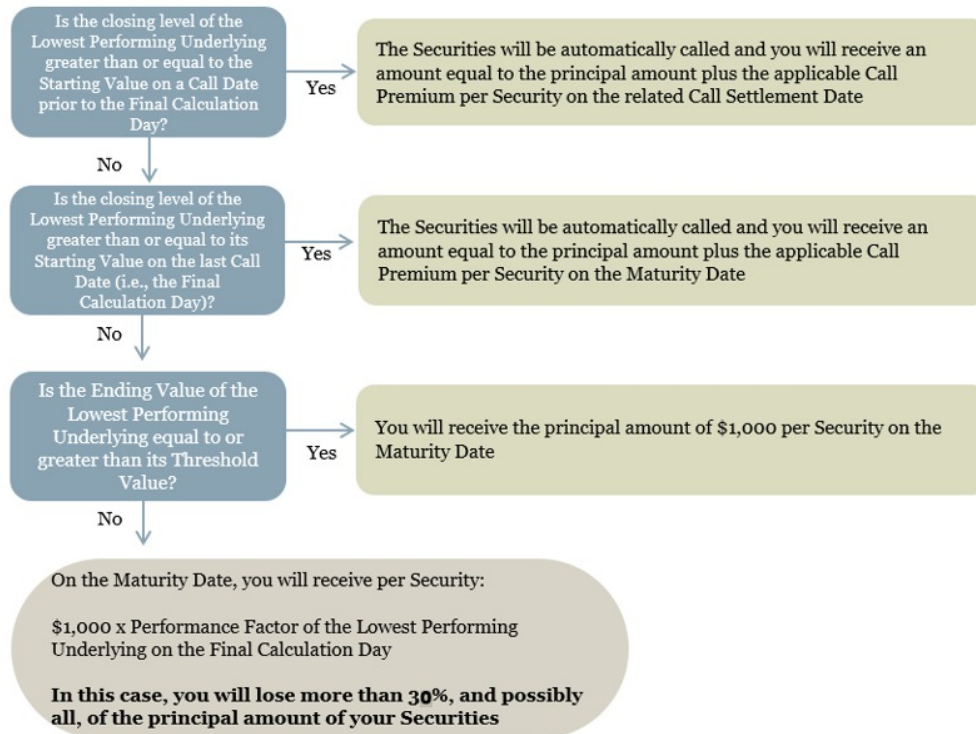 Is the closing level of the
Lowest Performing Underlying
greater than or equal to the
Starting Value on a Call Date
prior to the Final Calculation
Day?
Yes
The Securities will be automatically called and you will receive an
amount equal to the principal amount plus the applicable Call
Premium per Security on the related Call Settlement Date
No
Is the closing level of the
Lowest Performing Underlying
greater than or equal to its
Starting Value on the last Call
Date (i.e., the Final
Calculation Day)?
Yes
The Securities will be automatically called and you will receive an
amount equal to the principal amount plus the applicable Call
Premium per Security on the Maturity Date
No
Is the Ending Value of the
Lowest Performing
Underlying equal to or
greater than its Threshold
Value?
Yes
You will receive the principal amount of $1,000 per Security on the
Maturity Date
No
On the Maturity Date, you will receive per Security:
$1,000 x Performance Factor of the Lowest Performing
Underlying on the Final Calculation Day
In this case, you will lose more than 30%, and possibly
all, of the principal amount of your Securities